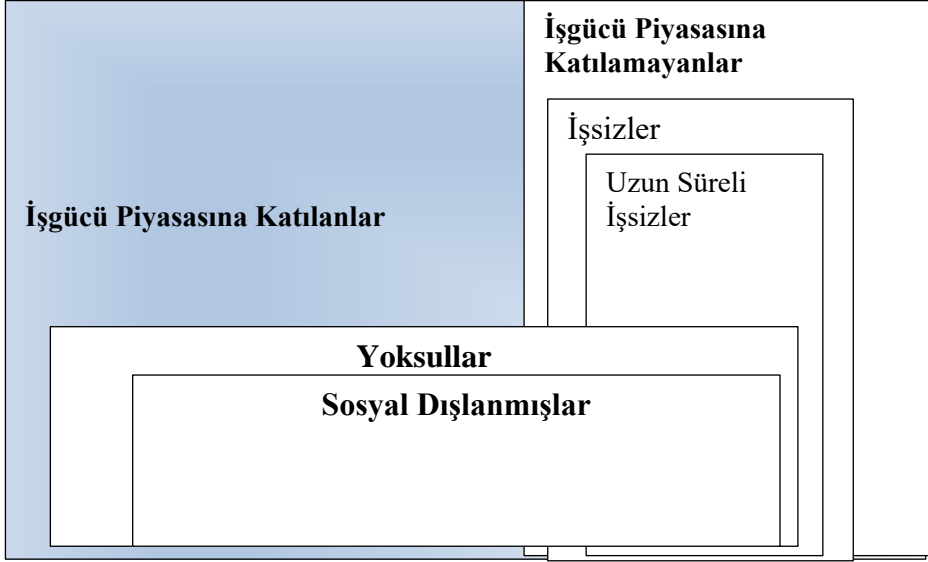 İşgücü Piyasasına
Katılamayanlar
İşsizler
Uzun Süreli
İşsizler
İşgücü Piyasasına Katılanlar
Yoksullar
Sosyal Dışlanmışlar